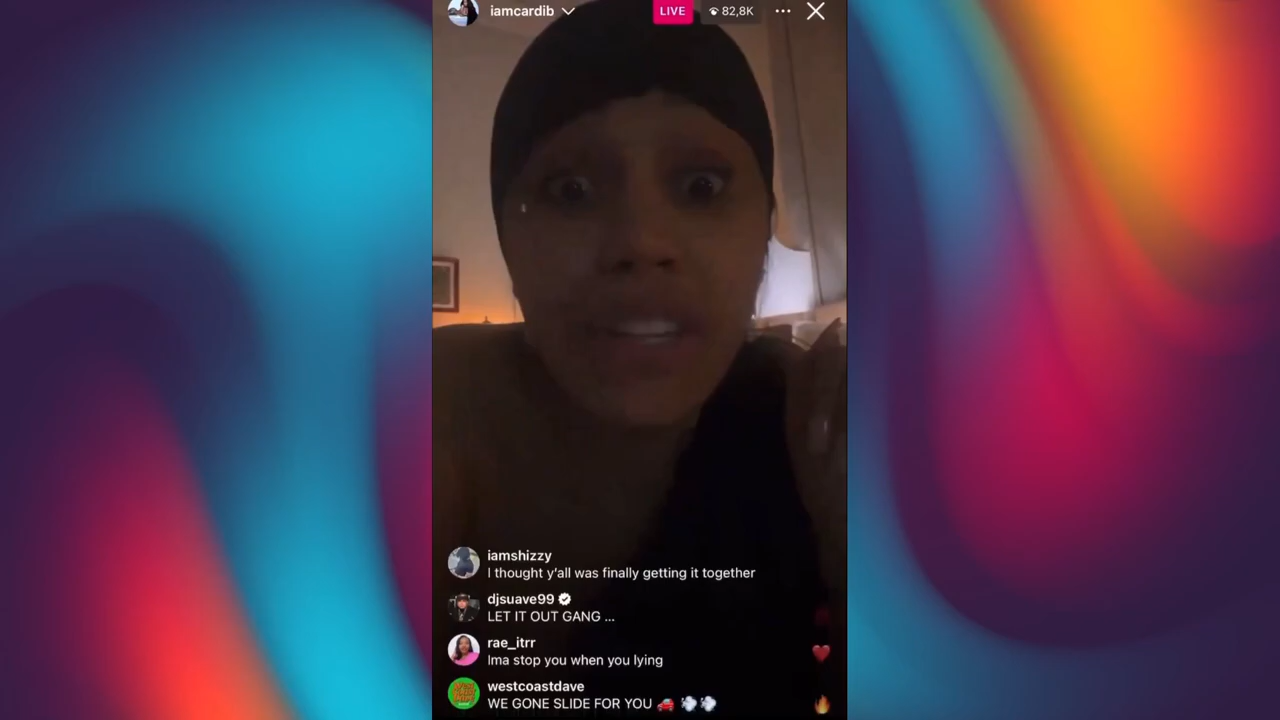 iamcardib
LIVE 82,8K
iamshizzy
I thought y'all was finally getting it together
djsuave99
LET IT OUT GANG ...
rae_itrr
Ima stop you when you lying
westcoastdave
WE GONE SLIDE FOR YOU 🚗 💨💨